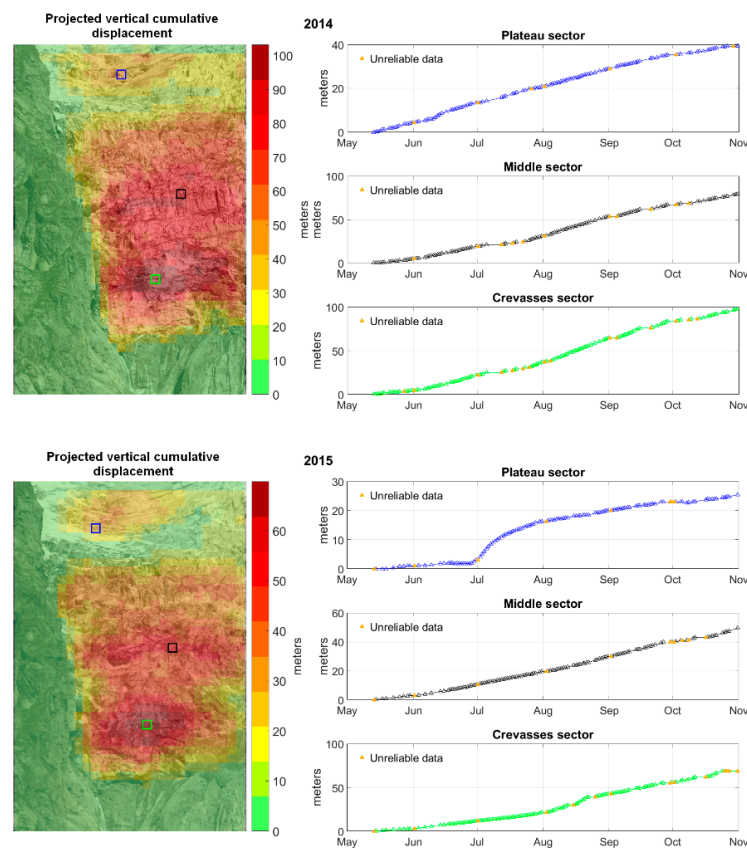 Projected vertical cumulative
displacement
2014
100
90
80
70
60
50
40
30
20
10
0
meters
Plateau sector
Unreliable data
40
20
0
meters
May Jun Jul Aug Sep Oct Nov
Middle sector
Unreliable data
100
50
0
meters
May Jun Jul Aug Sep Oct Nov
Crevasses sector
Unreliable data
100
50
0
meters
May Jun Jul Aug Sep Oct Nov
Projected vertical cumulative
displacement
2015
60
50
40
30
20
10
0
meters
Plateau sector
Unreliable data
30
20
10
0
meters
May Jun Jul Aug Sep Oct Nov
Middle sector
Unreliable data
60
40
20
0
meters
May Jun Jul Aug Sep Oct Nov
Crevasses sector
Unreliable data
100
50
0
meters
May Jun Jul Aug Sep Oct Nov